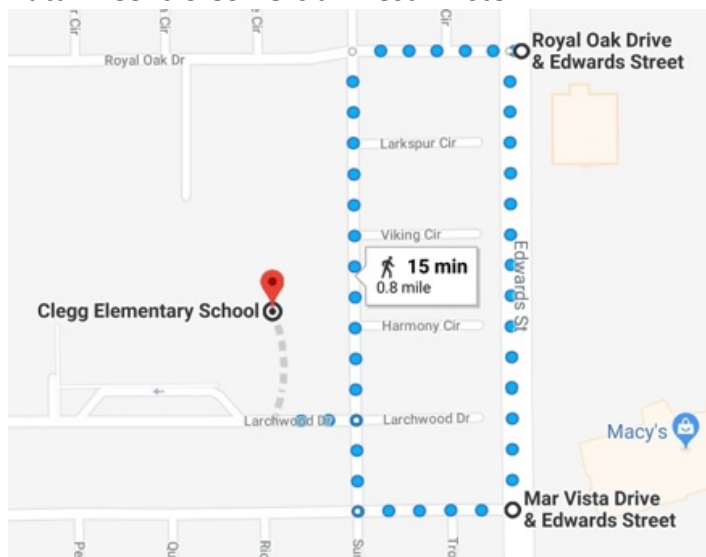 Royal Oak Drive
& Edwards Street
Royal Oak Dr
Larkspur Cir
Viking Cir
Edwards St
15 min
0.8 mile
Clegg Elementary School
Harmony Cir
Larchwood Dr
Larchwood Dr
Macy's
Mar Vista Drive
& Edwards Street